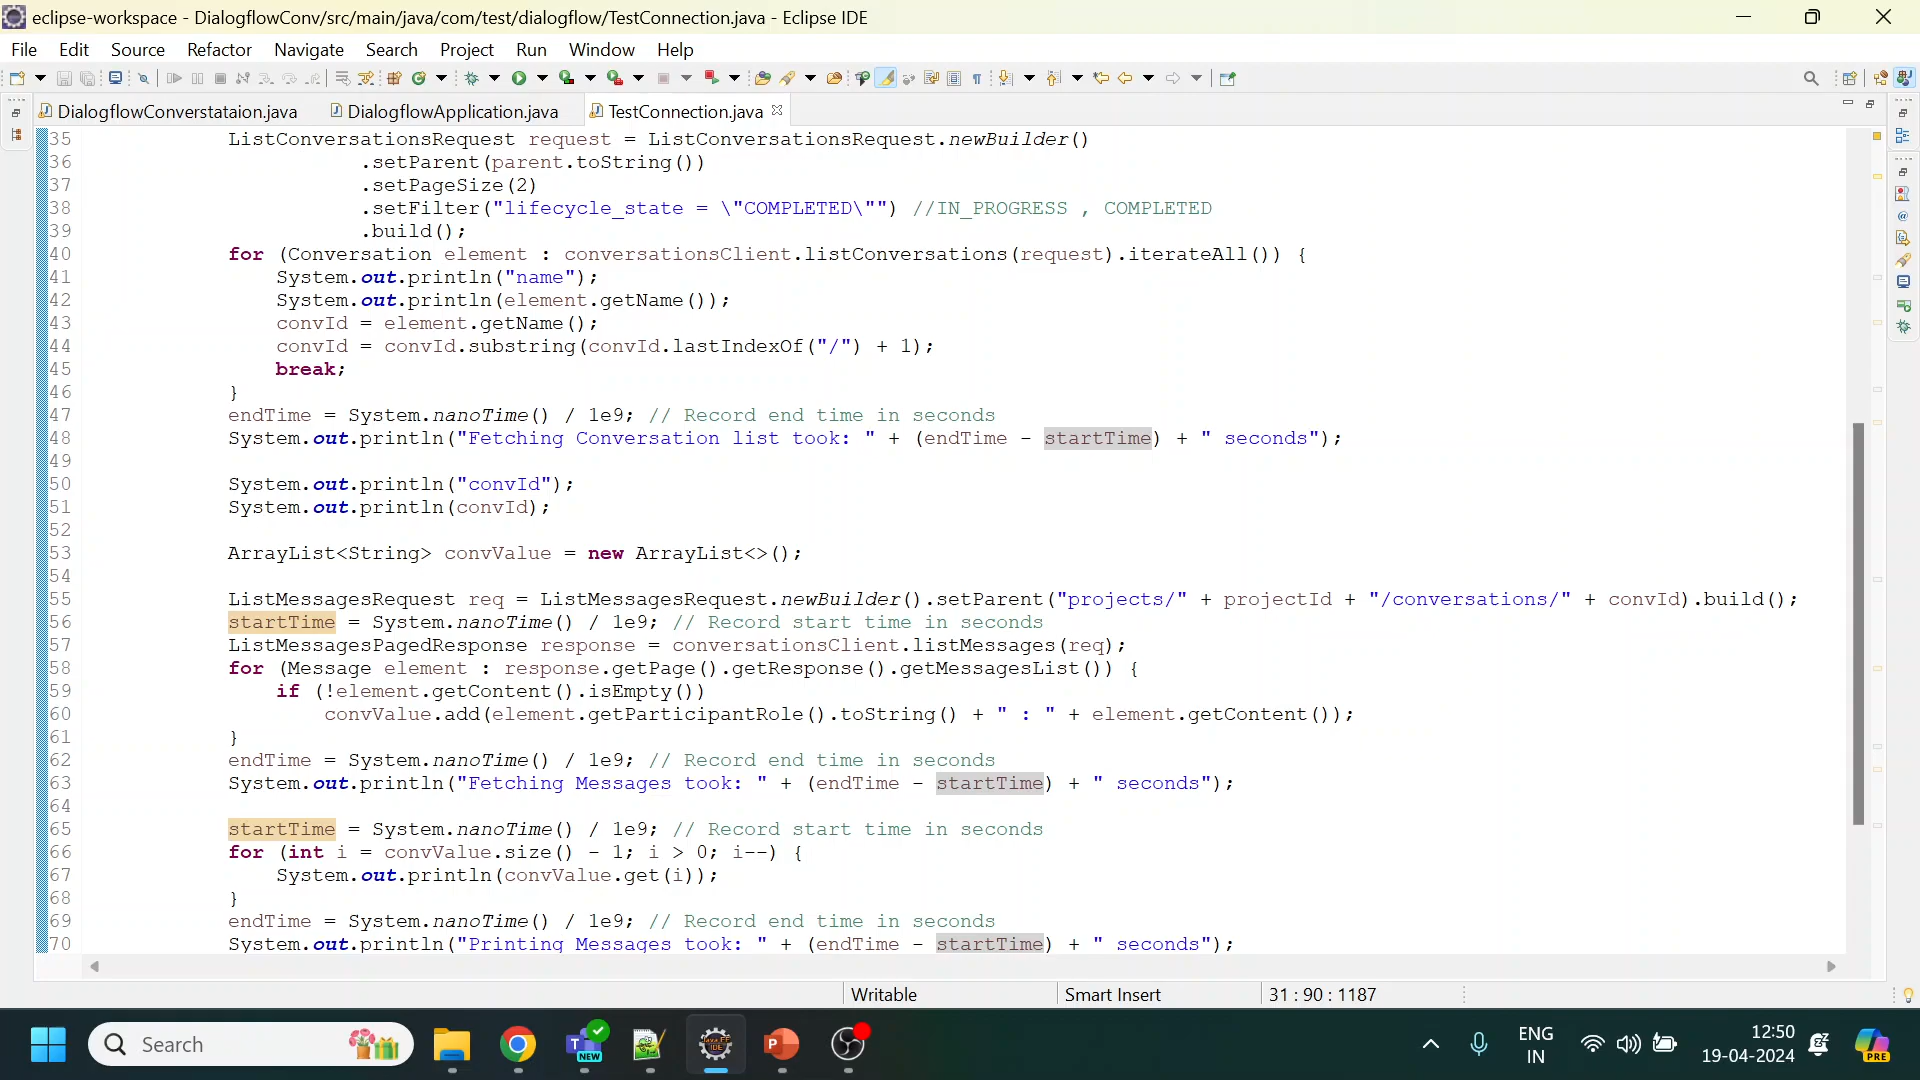 eclipse-workspace - DialogflowConv/src/main/java/com/test/dialogflow/TestConnection.java - Eclipse IDE
File Edit Source Refactor Navigate Search Project Run Window Help
DialogflowConverstataion.java DialogflowApplication.java TestConnection.java
35 ListConversationsRequest request = ListConversationsRequest.newBuilder()
36 .setParent(parent.toString())
37 .setPageSize(2)
38 .setFilter("lifecycle_state = \"COMPLETED\"") //IN_PROGRESS , COMPLETED
39 .build();
40 for (Conversation element : conversationsClient.listConversations(request).iterateAll()) {
41 System.out.println("name");
42 System.out.println(element.getName());
43 convId = element.getName();
44 convId = convId.substring(convId.lastIndexOf("/") + 1);
45 break;
46 }
47 endTime = System.nanoTime() / 1e9; // Record end time in seconds
48 System.out.println("Fetching Conversation list took: " + (endTime - startTime) + " seconds");
49
50 System.out.println("convId");
51 System.out.println(convId);
52
53 ArrayList<String> convValue = new ArrayList<>();
54
55 ListMessagesRequest req = ListMessagesRequest.newBuilder().setParent("projects/" + projectId + "/conversations/" + convId).build();
56 startTime = System.nanoTime() / 1e9; // Record start time in seconds
57 ListMessagesPagedResponse response = conversationsClient.listMessages(req);
58 for (Message element : response.getPage().getResponse().getMessagesList()) {
59 if (!element.getContent().isEmpty())
60 convValue.add(element.getParticipantRole().toString() + " : " + element.getContent());
61 }
62 endTime = System.nanoTime() / 1e9; // Record end time in seconds
63 System.out.println("Fetching Messages took: " + (endTime - startTime) + " seconds");
64
65 startTime = System.nanoTime() / 1e9; // Record start time in seconds
66 for (int i = convValue.size() - 1; i > 0; i--) {
67 System.out.println(convValue.get(i));
68 }
69 endTime = System.nanoTime() / 1e9; // Record end time in seconds
70 System.out.println("Printing Messages took: " + (endTime - startTime) + " seconds");
Writable Smart Insert 31 : 90 : 1187
Search
NEW
ENG
IN
12:50
19-04-2024
PRE